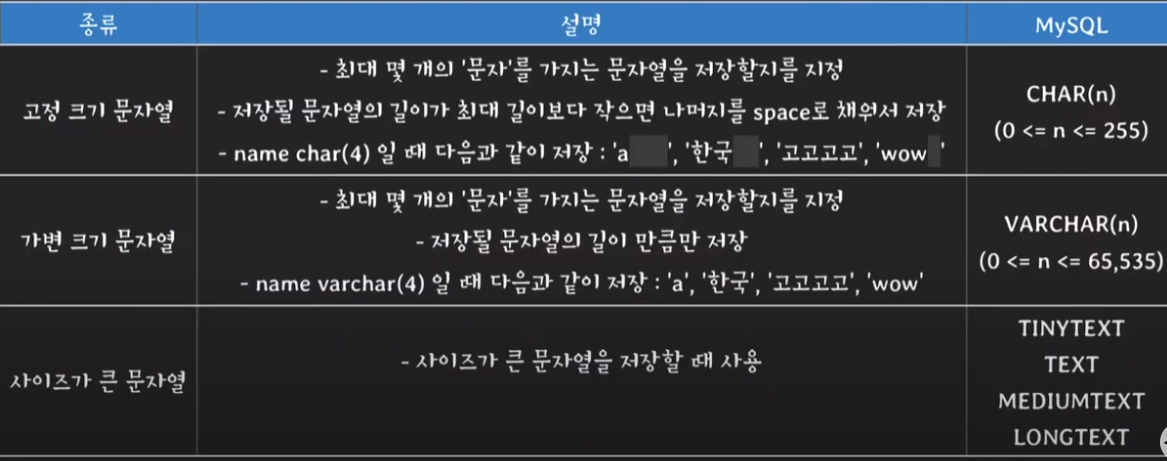 종류 설명 MySQL
고정 크기 문자열
- 최대 몇 개의 '문자'를 가지는 문자열을 저장할지를 지정
- 저장될 문자열의 길이가 최대 길이보다 작으면 나머지를 space로 채워서 저장
- name char(4) 일 때 다음과 같이 저장 : 'a   ', '한국  ', '고고고고', 'wow '
CHAR(n)
(0 <= n <= 255)
가변 크기 문자열
- 최대 몇 개의 '문자'를 가지는 문자열을 저장할지를 지정
- 저장될 문자열의 길이 만큼만 저장
- name varchar(4) 일 때 다음과 같이 저장 : 'a', '한국', '고고고고', 'wow'
VARCHAR(n)
(0 <= n <= 65,535)
사이즈가 큰 문자열
- 사이즈가 큰 문자열을 저장할 때 사용
TINYTEXT
TEXT
MEDIUMTEXT
LONGTEXT